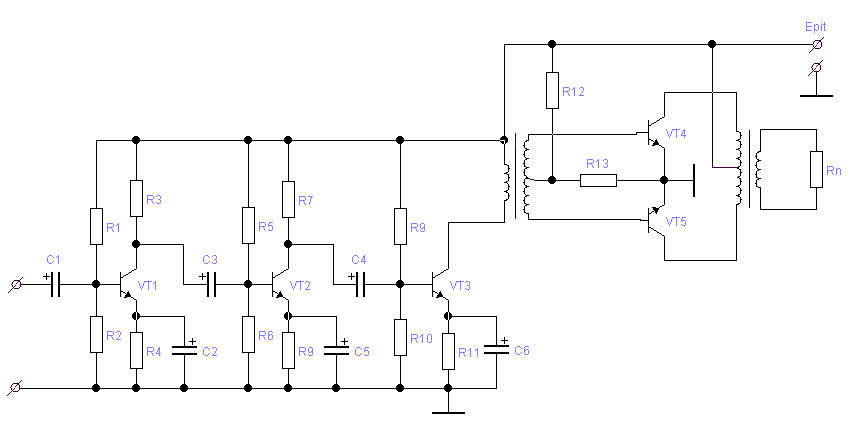 Epit
R12
VT4
R13
Rn
R3
R7
R1
R5
R9
VT5
C1
C3
C4
VT1
VT2
VT3
R2
R6
R10
R4
C2
R9
C5
R11
C6